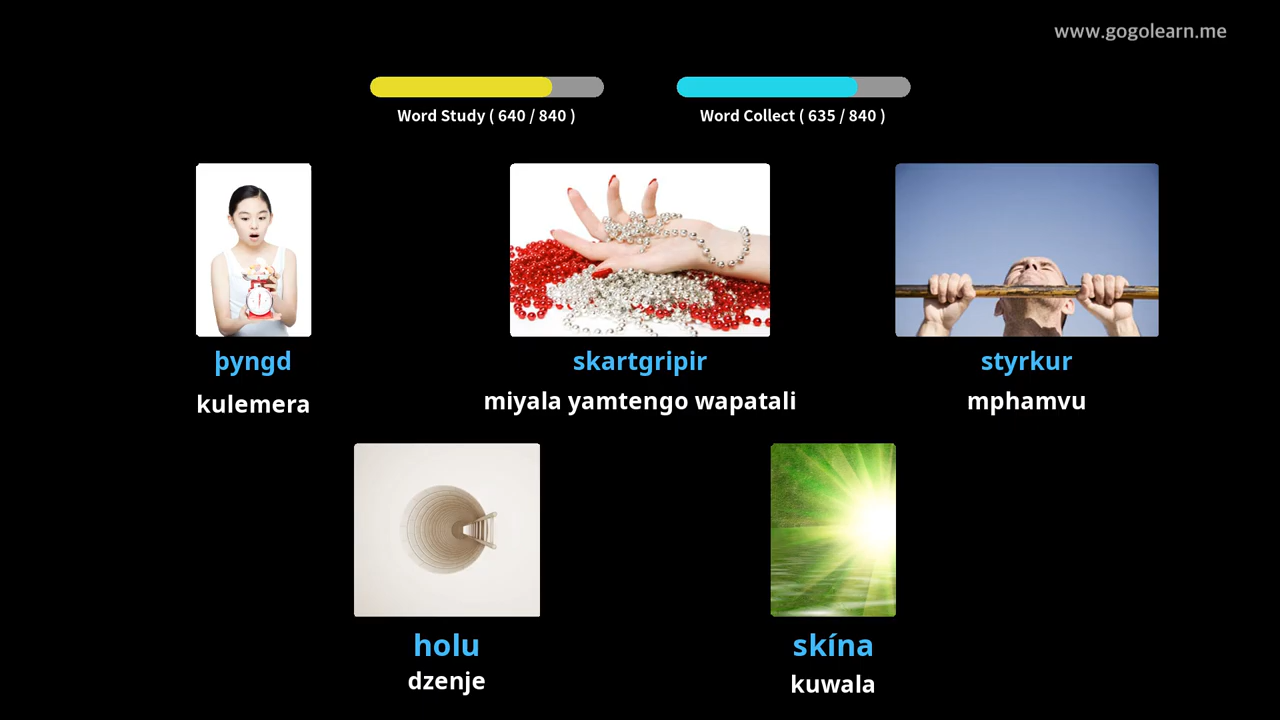 www.gogolearn.me
Word Study ( 640 / 840 )
Word Collect ( 635 / 840 )
þyngd
skartgripir
styrkur
kulemera
miyala yamtengo wapatali
mphamvu
holu
skína
dzenje
kuwala